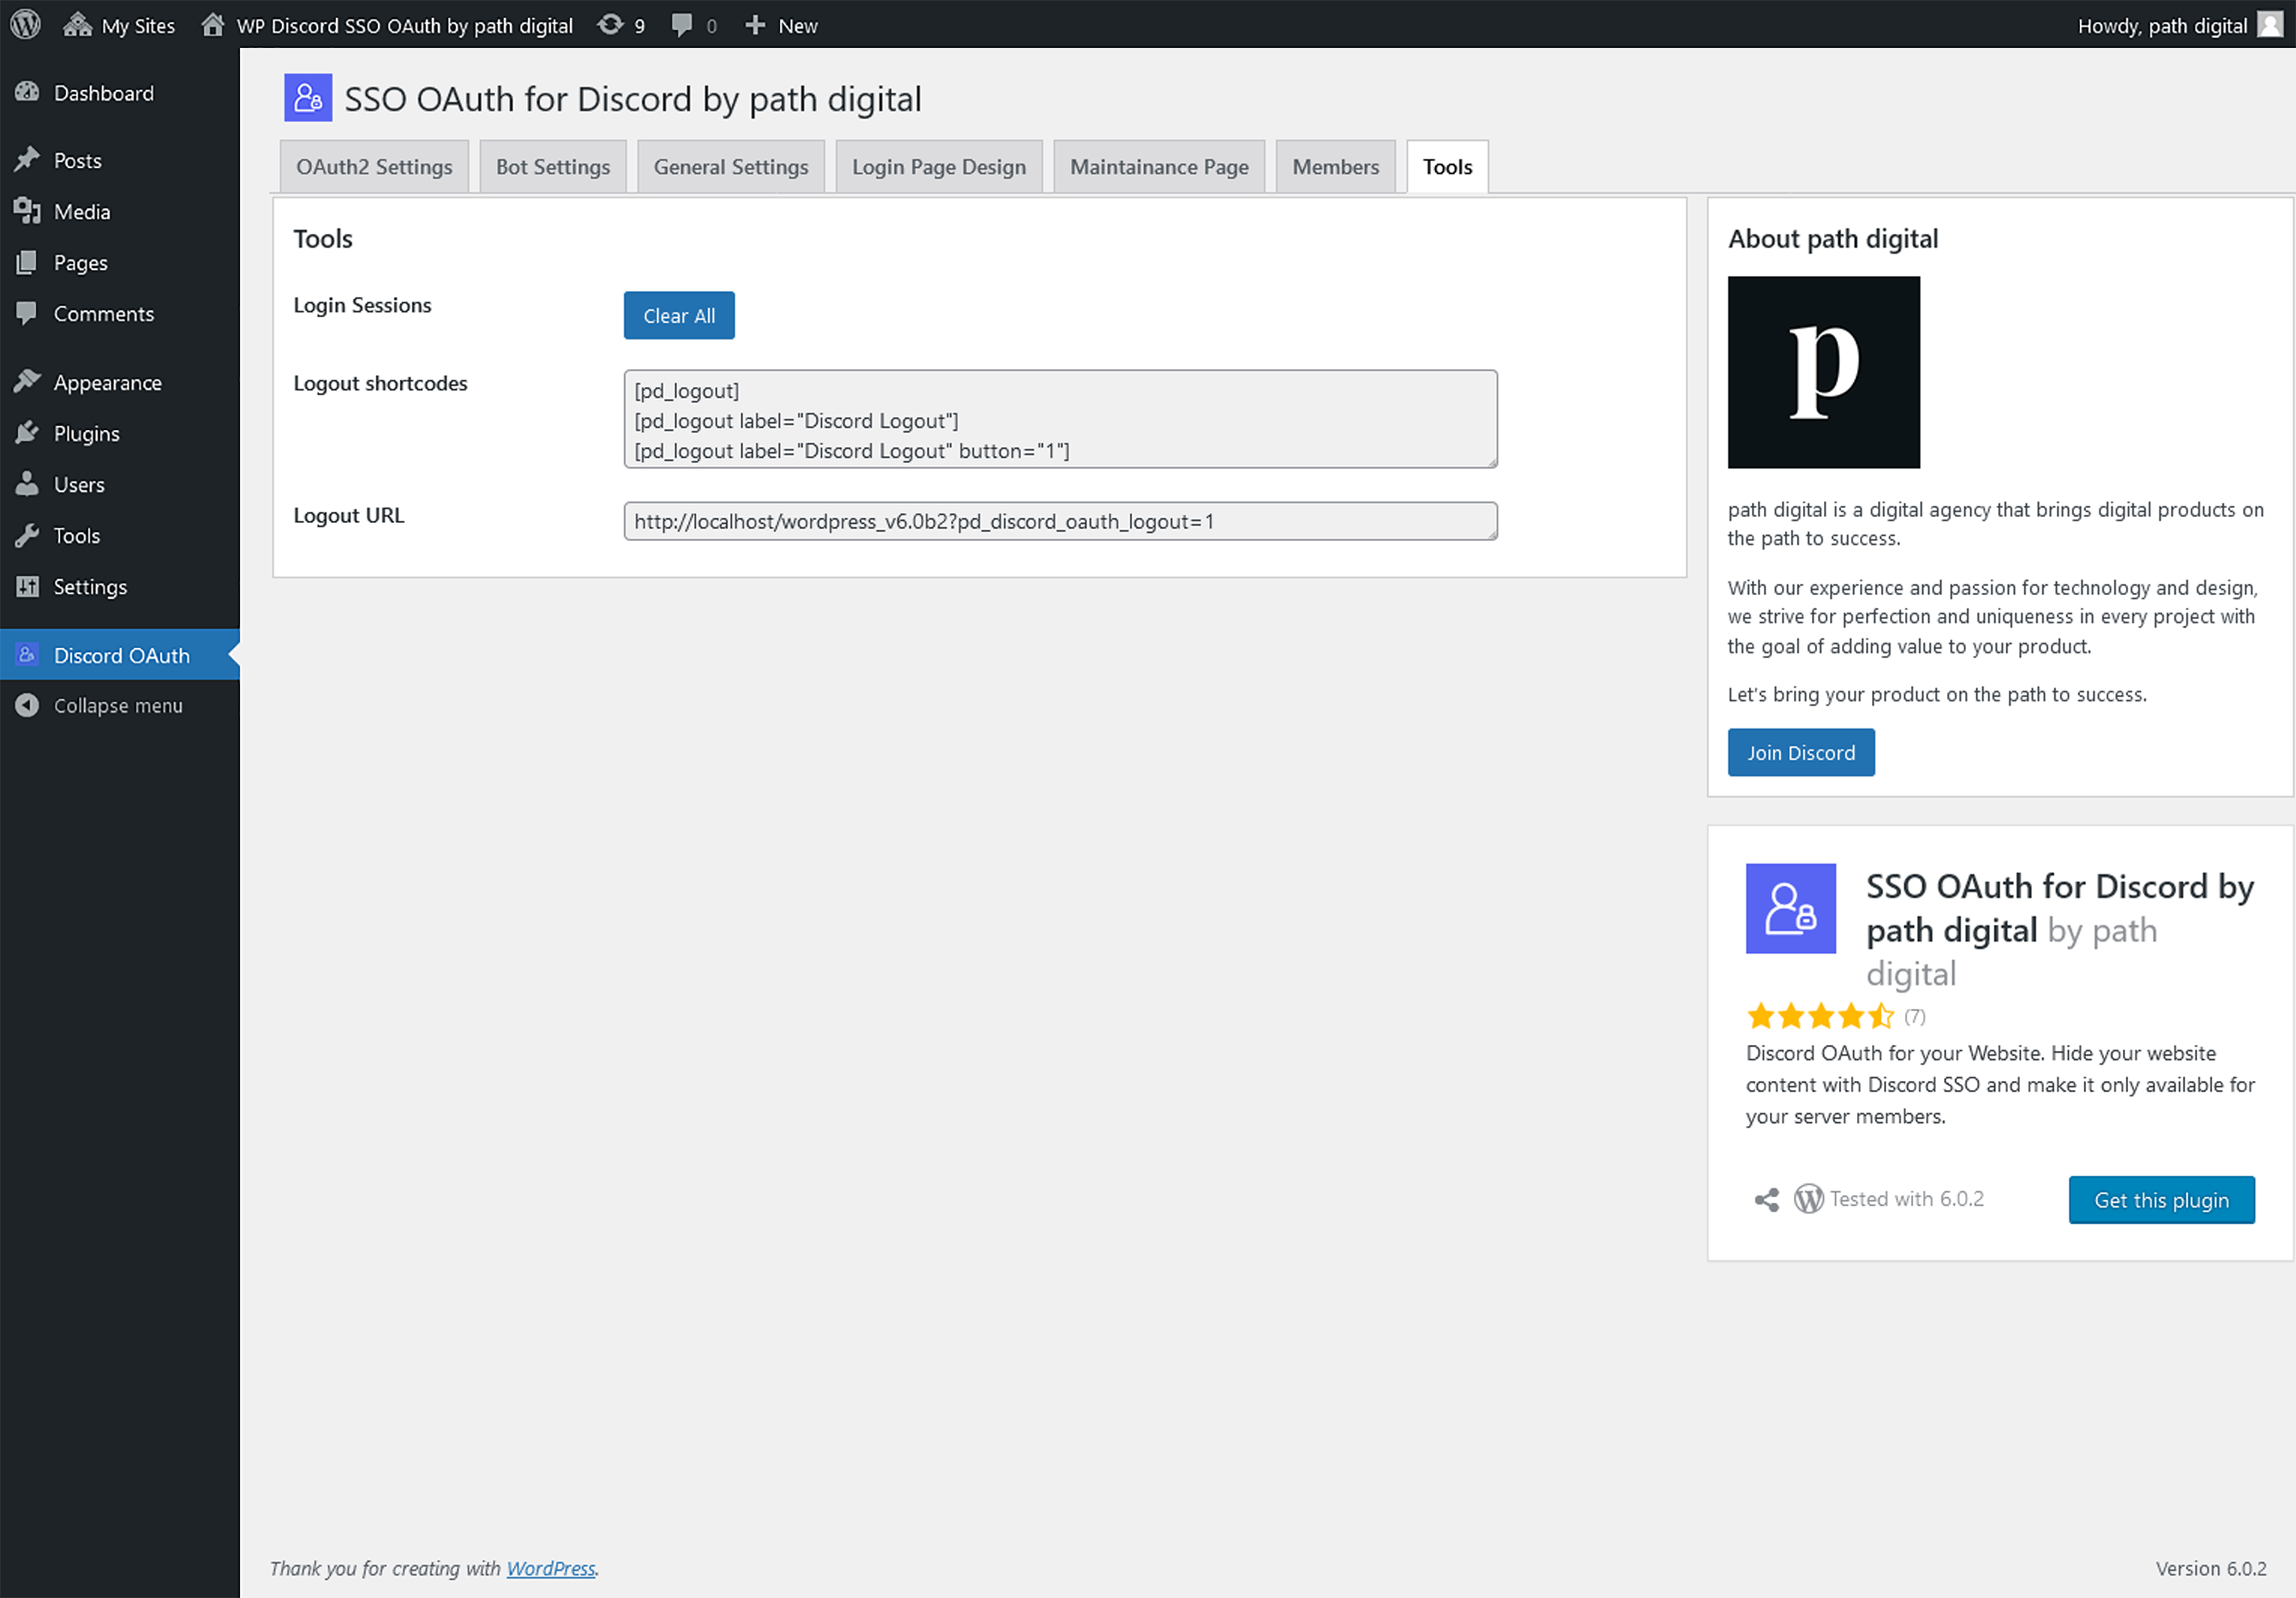 My Sites
WP Discord SSO OAuth by path digital
9
0
New
Howdy, path digital
Dashboard
Posts
Media
Pages
Comments
Appearance
Plugins
Users
Tools
Settings
Discord OAuth
Collapse menu
SSO OAuth for Discord by path digital
OAuth2 Settings
Bot Settings
General Settings
Login Page Design
Maintainance Page
Members
Tools
Tools
Login Sessions
Clear All
Logout shortcodes
[pd_logout]
[pd_logout label="Discord Logout"]
[pd_logout label="Discord Logout" button="1"]
Logout URL
http://localhost/wordpress_v6.0b2?pd_discord_oauth_logout=1
About path digital
p
path digital is a digital agency that brings digital products on
the path to success.
With our experience and passion for technology and design,
we strive for perfection and uniqueness in every project with
the goal of adding value to your product.
Let's bring your product on the path to success.
Join Discord
SSO OAuth for Discord by
path digital by path
digital
(7)
Discord OAuth for your Website. Hide your website
content with Discord SSO and make it only available for
your server members.
Tested with 6.0.2
Get this plugin
Thank you for creating with WordPress.
Version 6.0.2